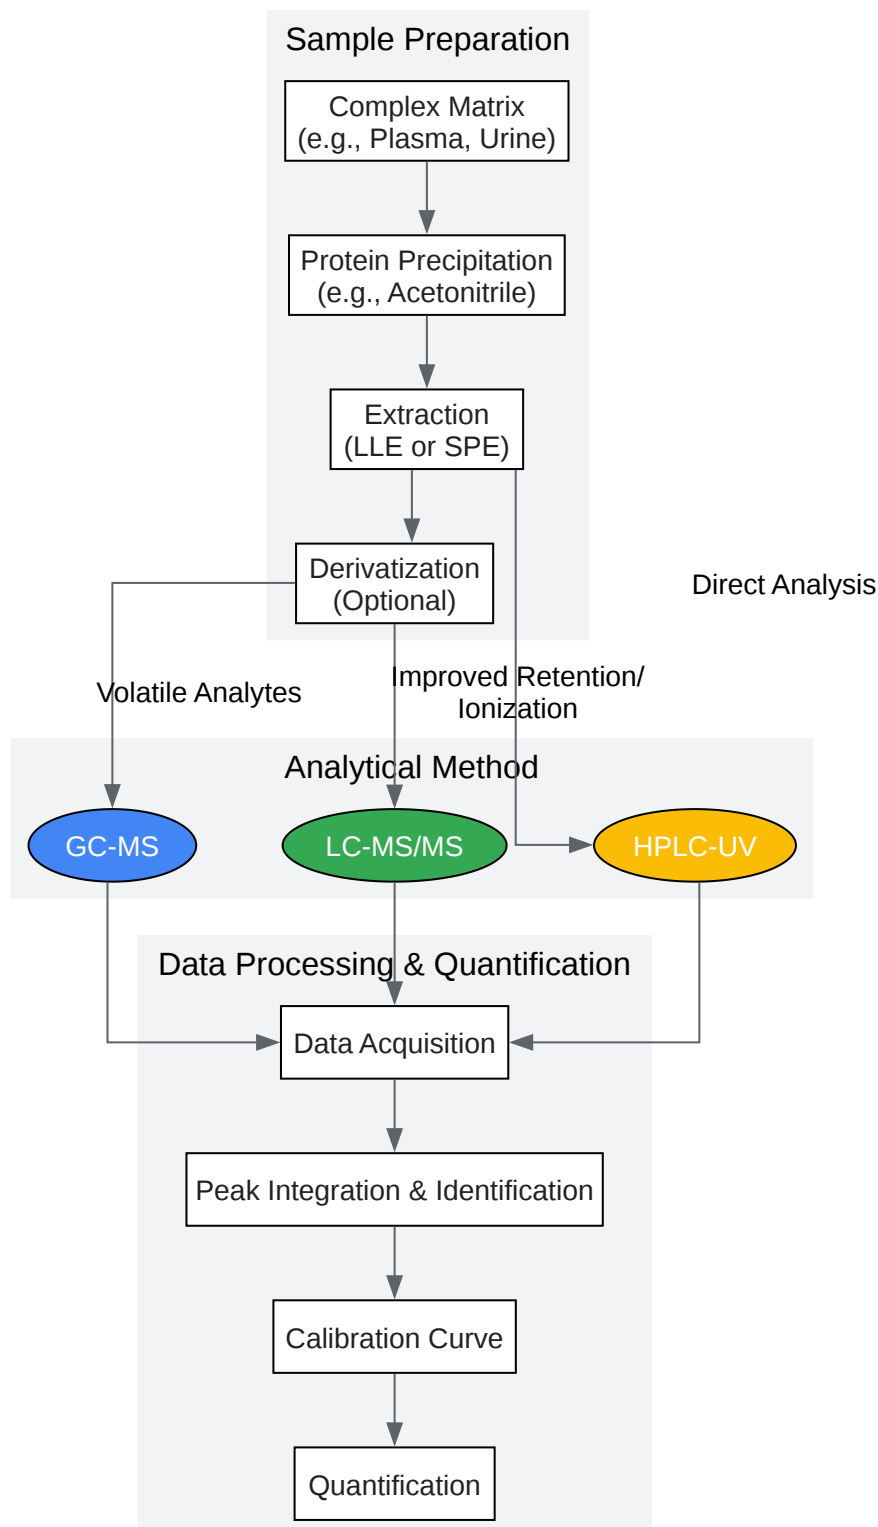 Sample Preparation
Complex Matrix
(e.g., Plasma, Urine)
Protein Precipitation
(e.g., Acetonitrile)
Extraction
(LLE or SPE)
Derivatization
(Optional)
Direct Analysis
Volatile Analytes
Improved Retention/
Ionization
Analytical Method
GC-MS
LC-MS/MS
HPLC-UV
Data Processing & Quantification
Data Acquisition
Peak Integration & Identification
Calibration Curve
Quantification